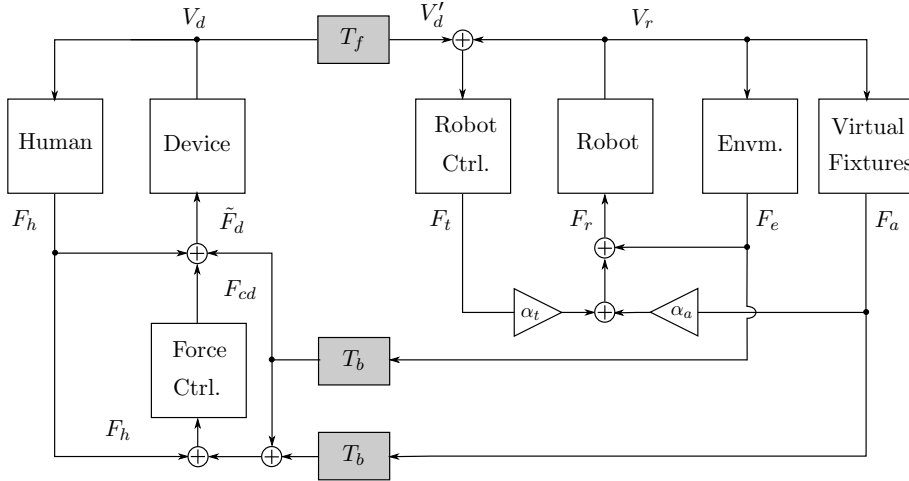 V_d
V_d'
V_r
T_f
Human
Device
Robot
Ctrl.
Robot
Envm.
Virtual
Fixtures
F_h
F̃_d
F_t
F_r
F_e
F_a
F_cd
α_t
α_a
Force
Ctrl.
T_b
F_h
T_b